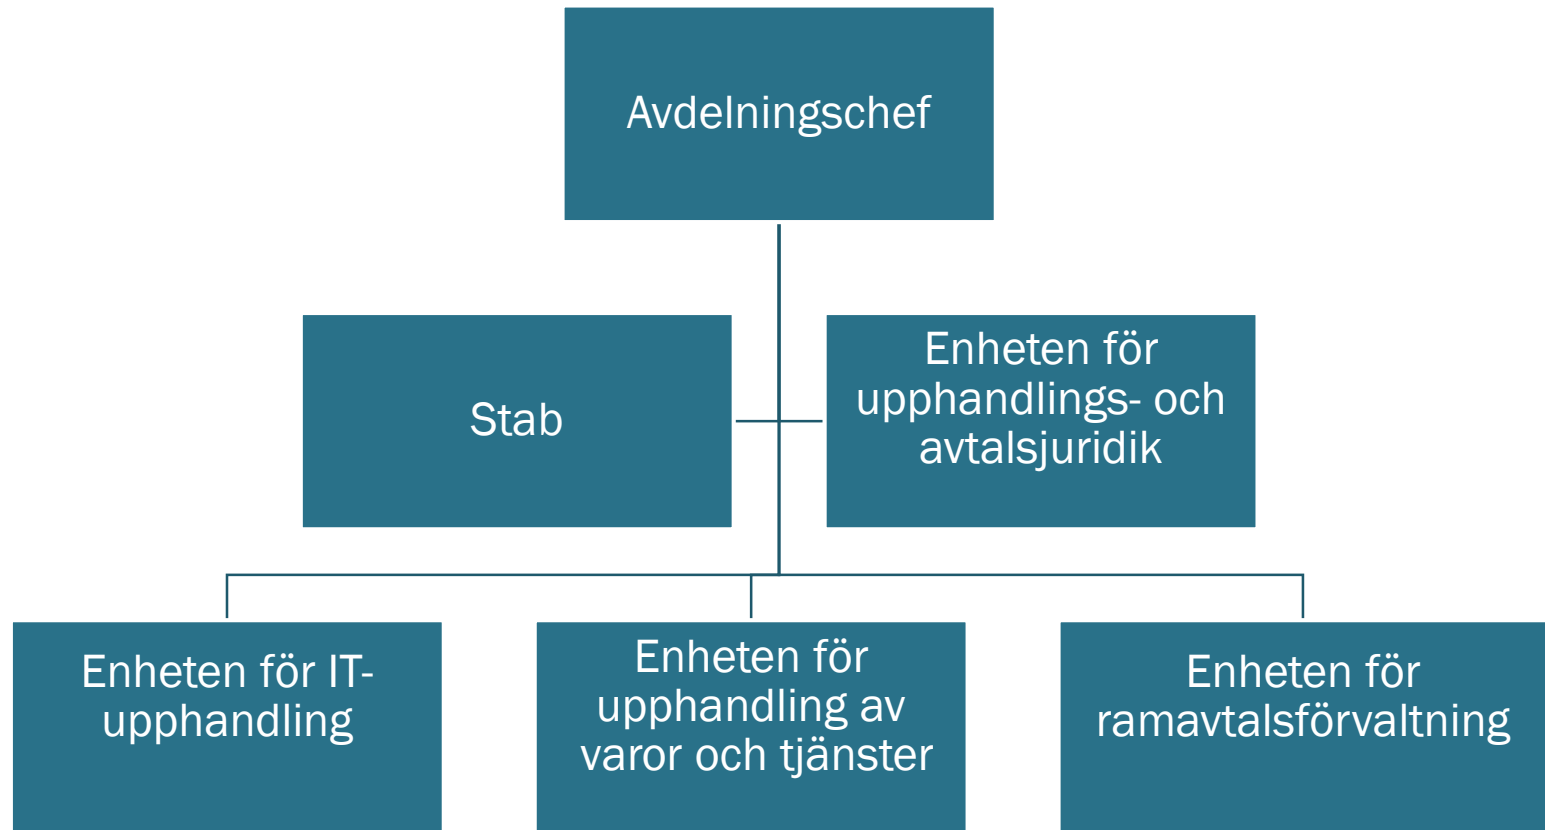 Avdelningschef
Stab
Enheten för
upphandlings- och
avtalsjuridik
Enheten för IT-
upphandling
Enheten för
upphandling av
varor och tjänster
Enheten för
ramavtalsförvaltning